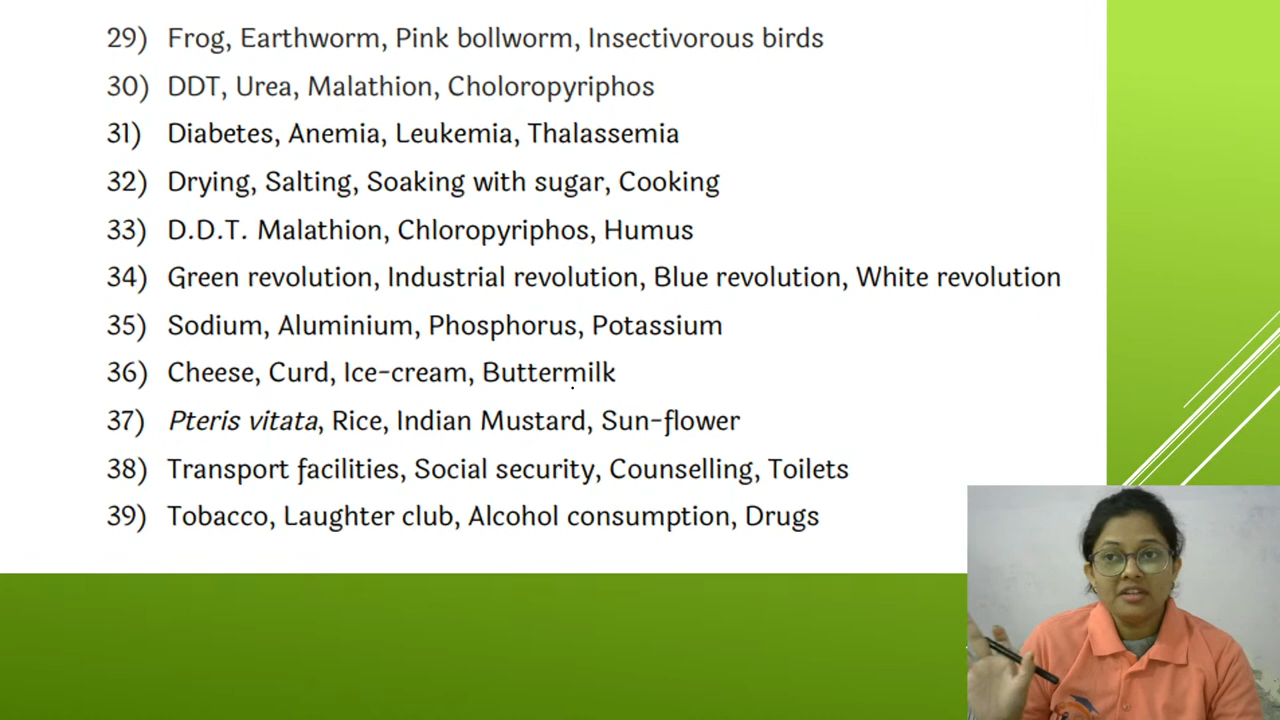 29) Frog, Earthworm, Pink bollworm, Insectivorous birds
30) DDT, Urea, Malathion, Choloropyriphos
31) Diabetes, Anemia, Leukemia, Thalassemia
32) Drying, Salting, Soaking with sugar, Cooking
33) D.D.T. Malathion, Chloropyriphos, Humus
34) Green revolution, Industrial revolution, Blue revolution, White revolution
35) Sodium, Aluminium, Phosphorus, Potassium
36) Cheese, Curd, Ice-cream, Buttermilk
37) Pteris vitata, Rice, Indian Mustard, Sun-flower
38) Transport facilities, Social security, Counselling, Toilets
39) Tobacco, Laughter club, Alcohol consumption, Drugs